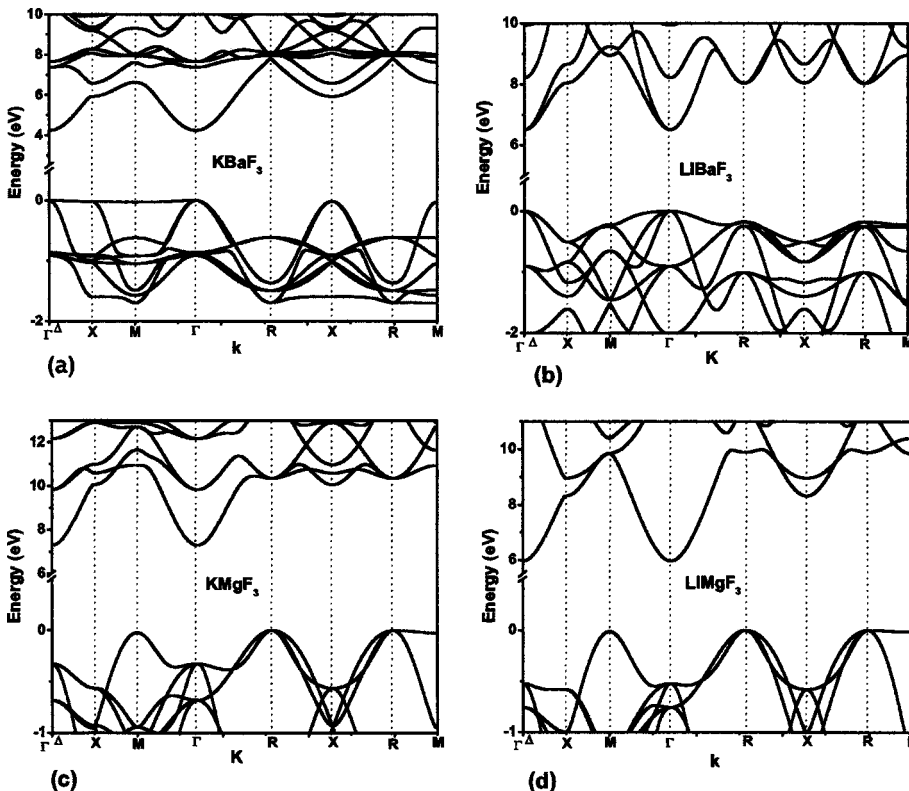 10
8
6
4
0
-2
Energy (eV)
KBaF₃
Γ Δ X M Γ R X R M
k
(a)
10
8
6
0
-2
Energy (eV)
LIBaF₃
Γ Δ X M Γ R X R M
K
(b)
12
10
8
6
0
-1
Energy (eV)
KMgF₃
Γ Δ X M Γ R X R M
K
(c)
10
8
6
0
-1
Energy (eV)
LIMgF₃
Γ Δ X M Γ R X R
k
(d)